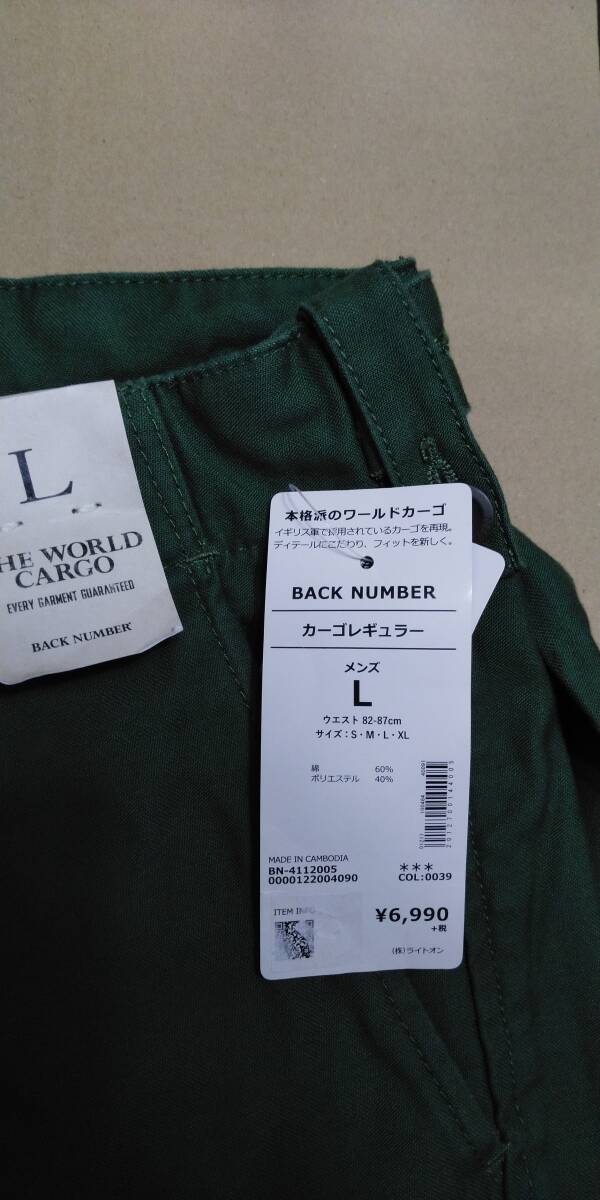 L
HE WORLD
CARGO
EVERY GARMENT GUARANTEED
BACK NUMBER
本格派のワールドカーゴ
イギリス軍で採用されているカーゴを再現。
ディテールにこだわり、フィットを新しく。
BACK NUMBER
カーゴレギュラー
メンズ
L
ウエスト 82-87cm
サイズ：S・M・L・XL
綿 60%
ポリエステル 40%
2012700144005
MADE IN CAMBODIA
BN-4112005 ***
0000122004090 COL:0039
ITEM INFO
¥6,990
+税
(株)ライトオン